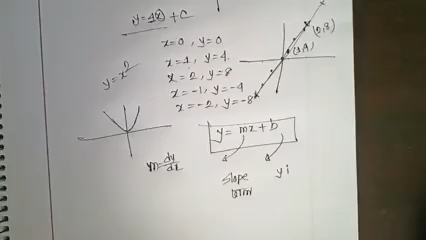 y=4x + c
x=0, y=0
x=1, y=4
x=2, y=8
x=-1, y=-4
x=-2, y=-8
(2,8)
(1,4)
y=x²
y= mx+b
m=dy/dx
slope
yi